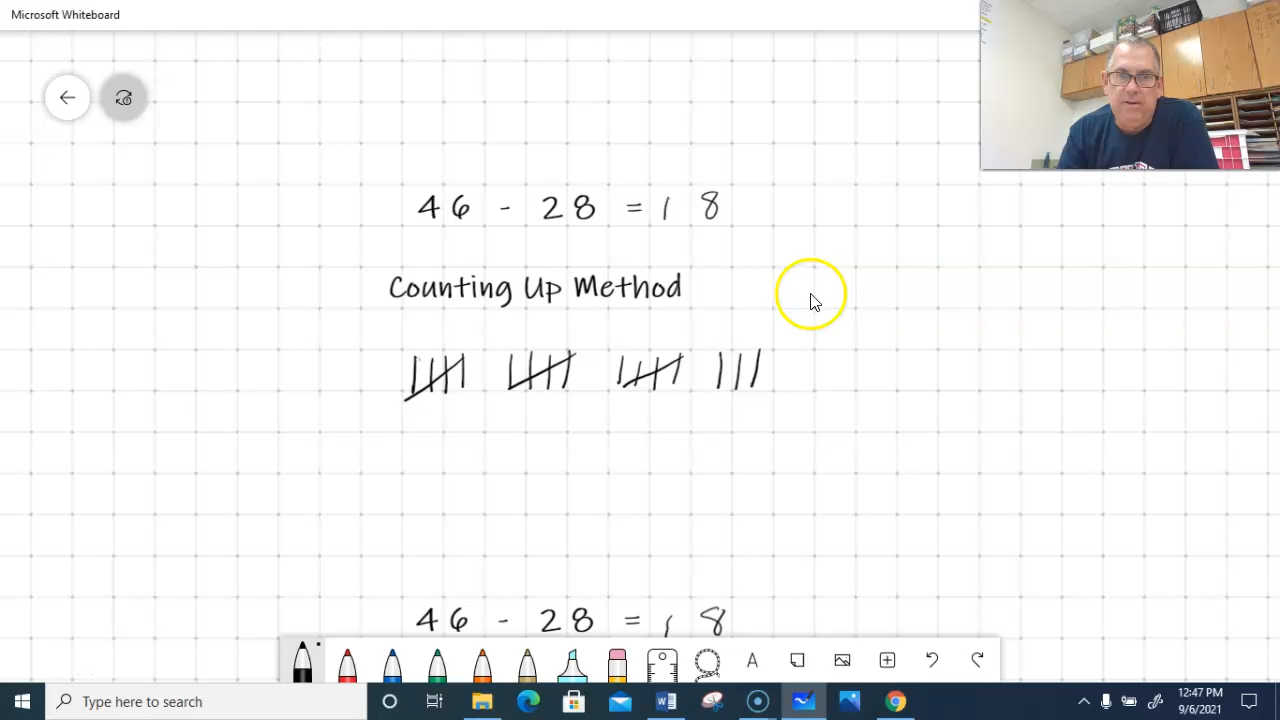 Microsoft Whiteboard
46 - 28 = 18
Counting Up Method
46 - 28 = 18
A
Type here to search
12:47 PM
9/6/2021